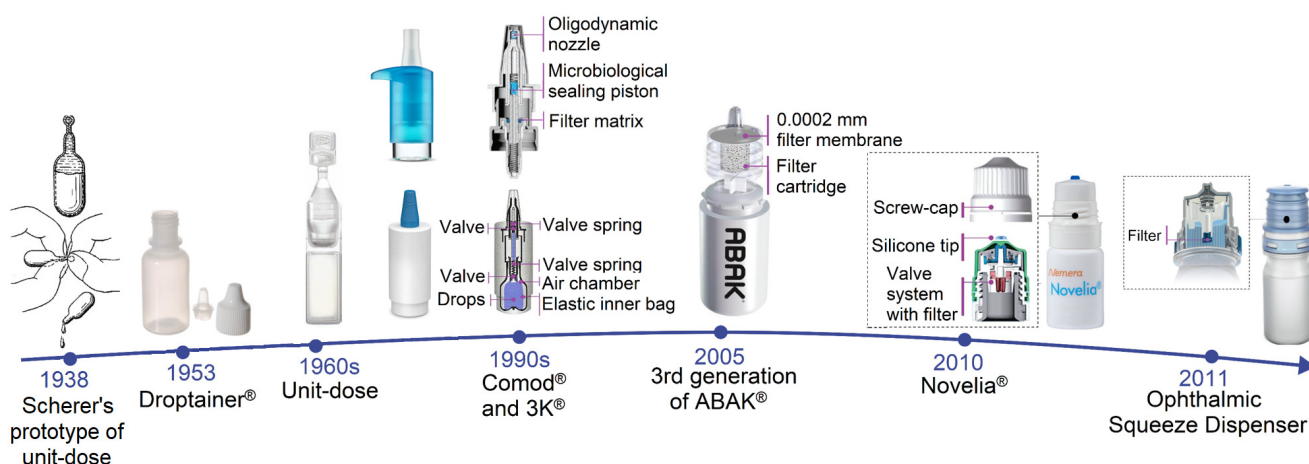 Oligodynamic
nozzle
Microbiological
sealing piston
Filter matrix
Valve
Valve spring
Valve spring
Valve
Air chamber
Drops
Elastic inner bag
0.0002 mm
filter membrane
Filter
cartridge
ABAK
Screw-cap
Silicone tip
Valve
system
with filter
Nemera
Novelia®
Filter
1938
Scherer's
prototype of
unit-dose
1953
Droptainer®
1960s
Unit-dose
1990s
Comod®
and 3K®
2005
3rd generation
of ABAK®
2010
Novelia®
2011
Ophthalmic
Squeeze Dispenser